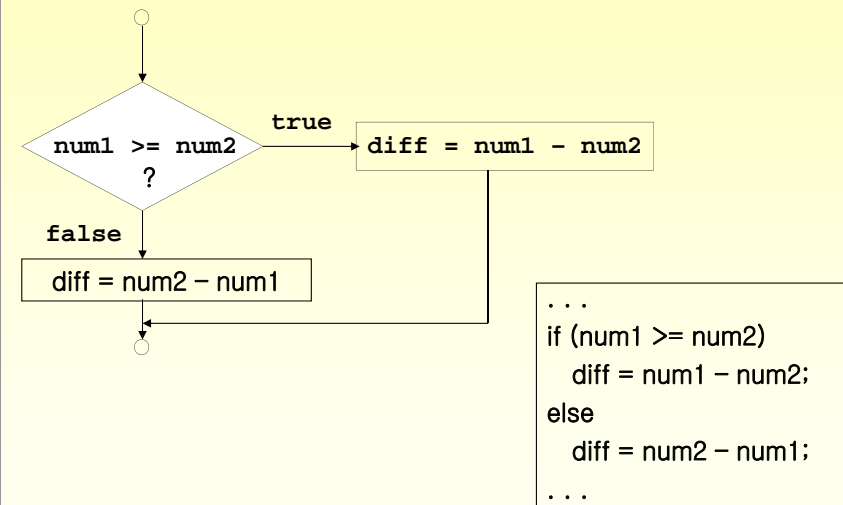 true
num1 >= num2
?
diff = num1 - num2
false
diff = num2 – num1
. . .
if (num1 >= num2)
diff = num1 – num2;
else
diff = num2 – num1;
. . .